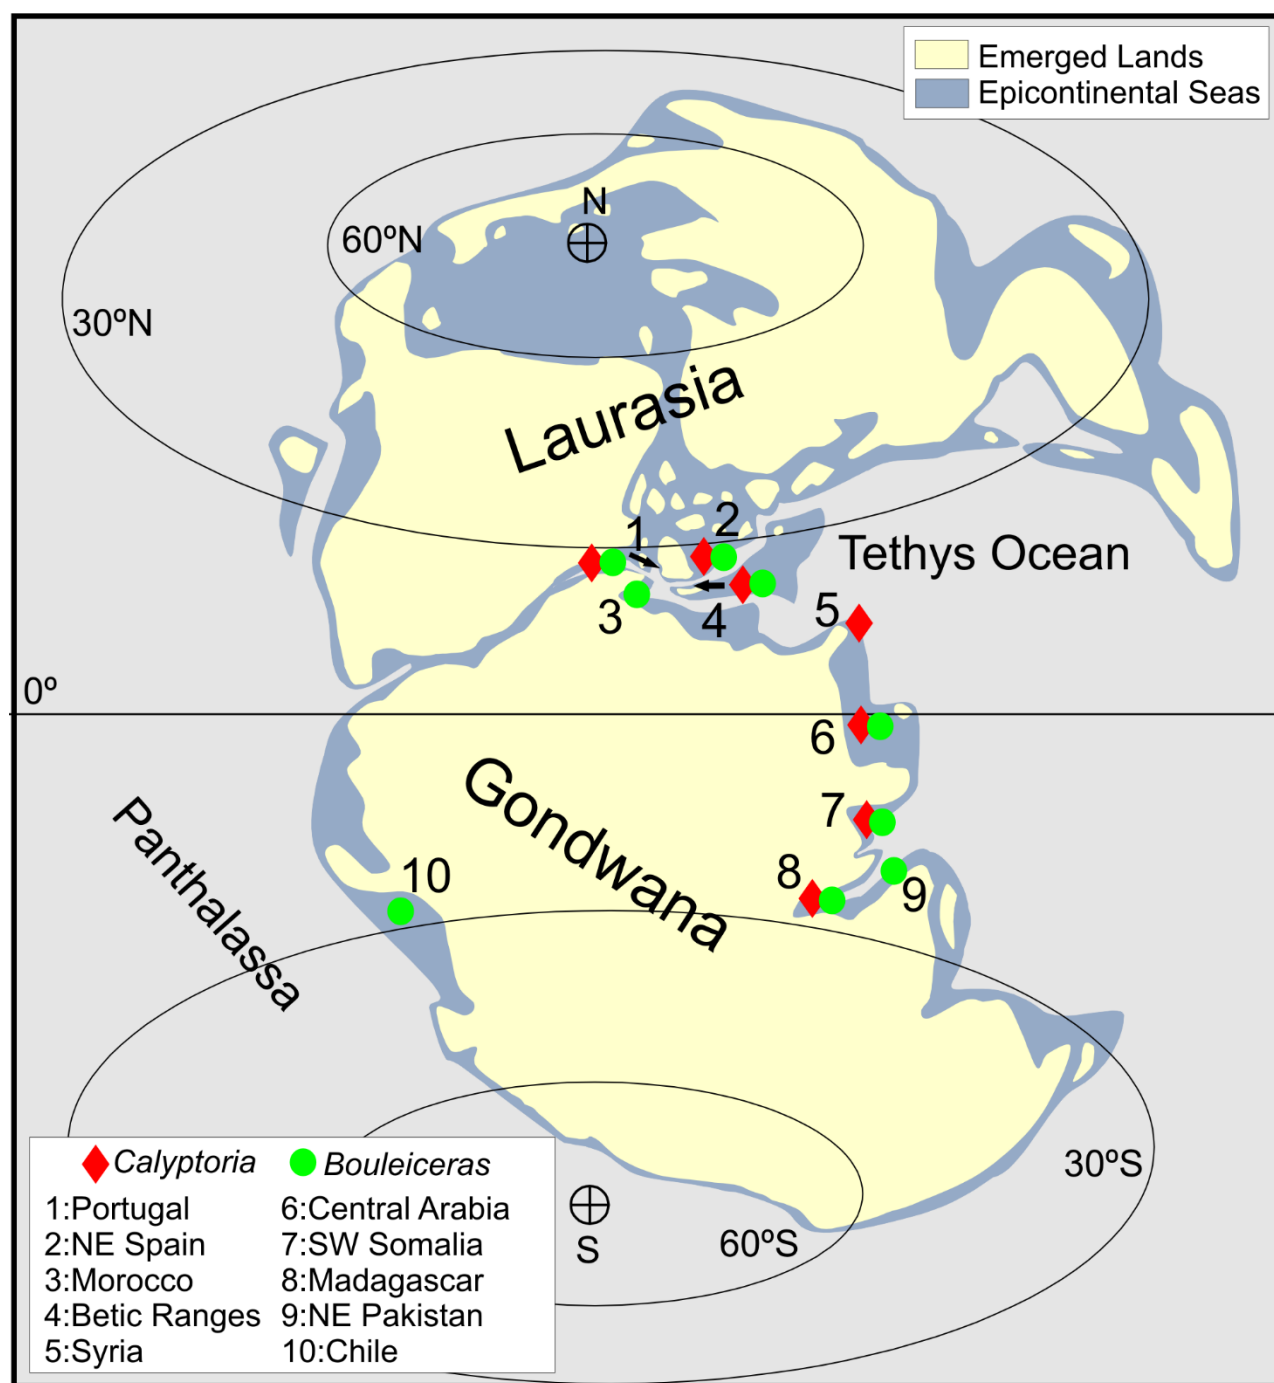 Emerged Lands
Epicontinental Seas
N
60ºN
30ºN
Laurasia
1
2
Tethys Ocean
3
4
5
0º
6
Gondwana
7
Panthalassa
8
9
10
30ºS
60ºS
S
Calyptoria
Bouleiceras
1:Portugal
2:NE Spain
3:Morocco
4:Betic Ranges
5:Syria
6:Central Arabia
7:SW Somalia
8:Madagascar
9:NE Pakistan
10:Chile